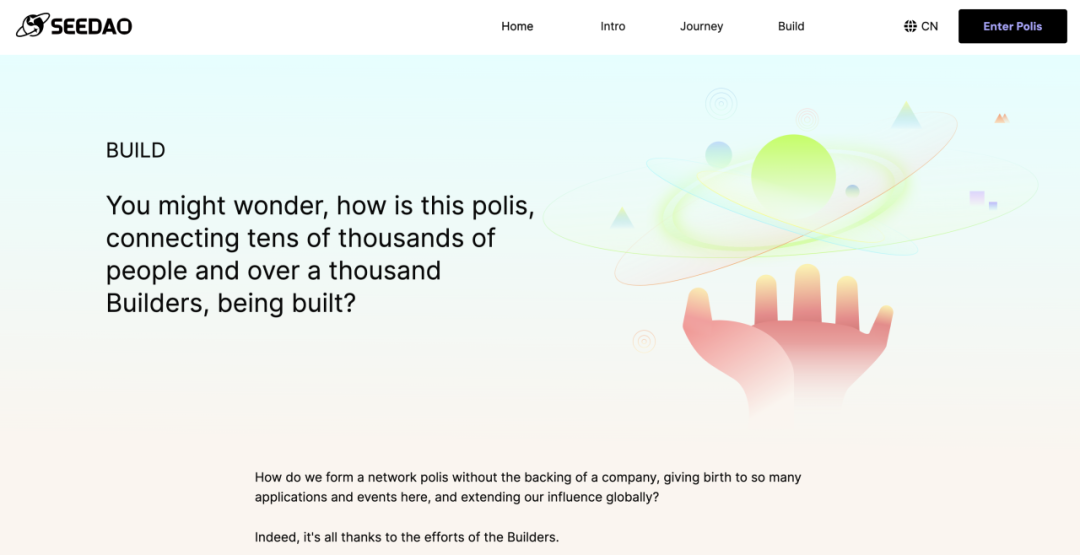 SEEDAO
Home
Intro
Journey
Build
CN
Enter Polis
BUILD
You might wonder, how is this polis,
connecting tens of thousands of
people and over a thousand
Builders, being built?
How do we form a network polis without the backing of a company, giving birth to so many
applications and events here, and extending our influence globally?
Indeed, it's all thanks to the efforts of the Builders.